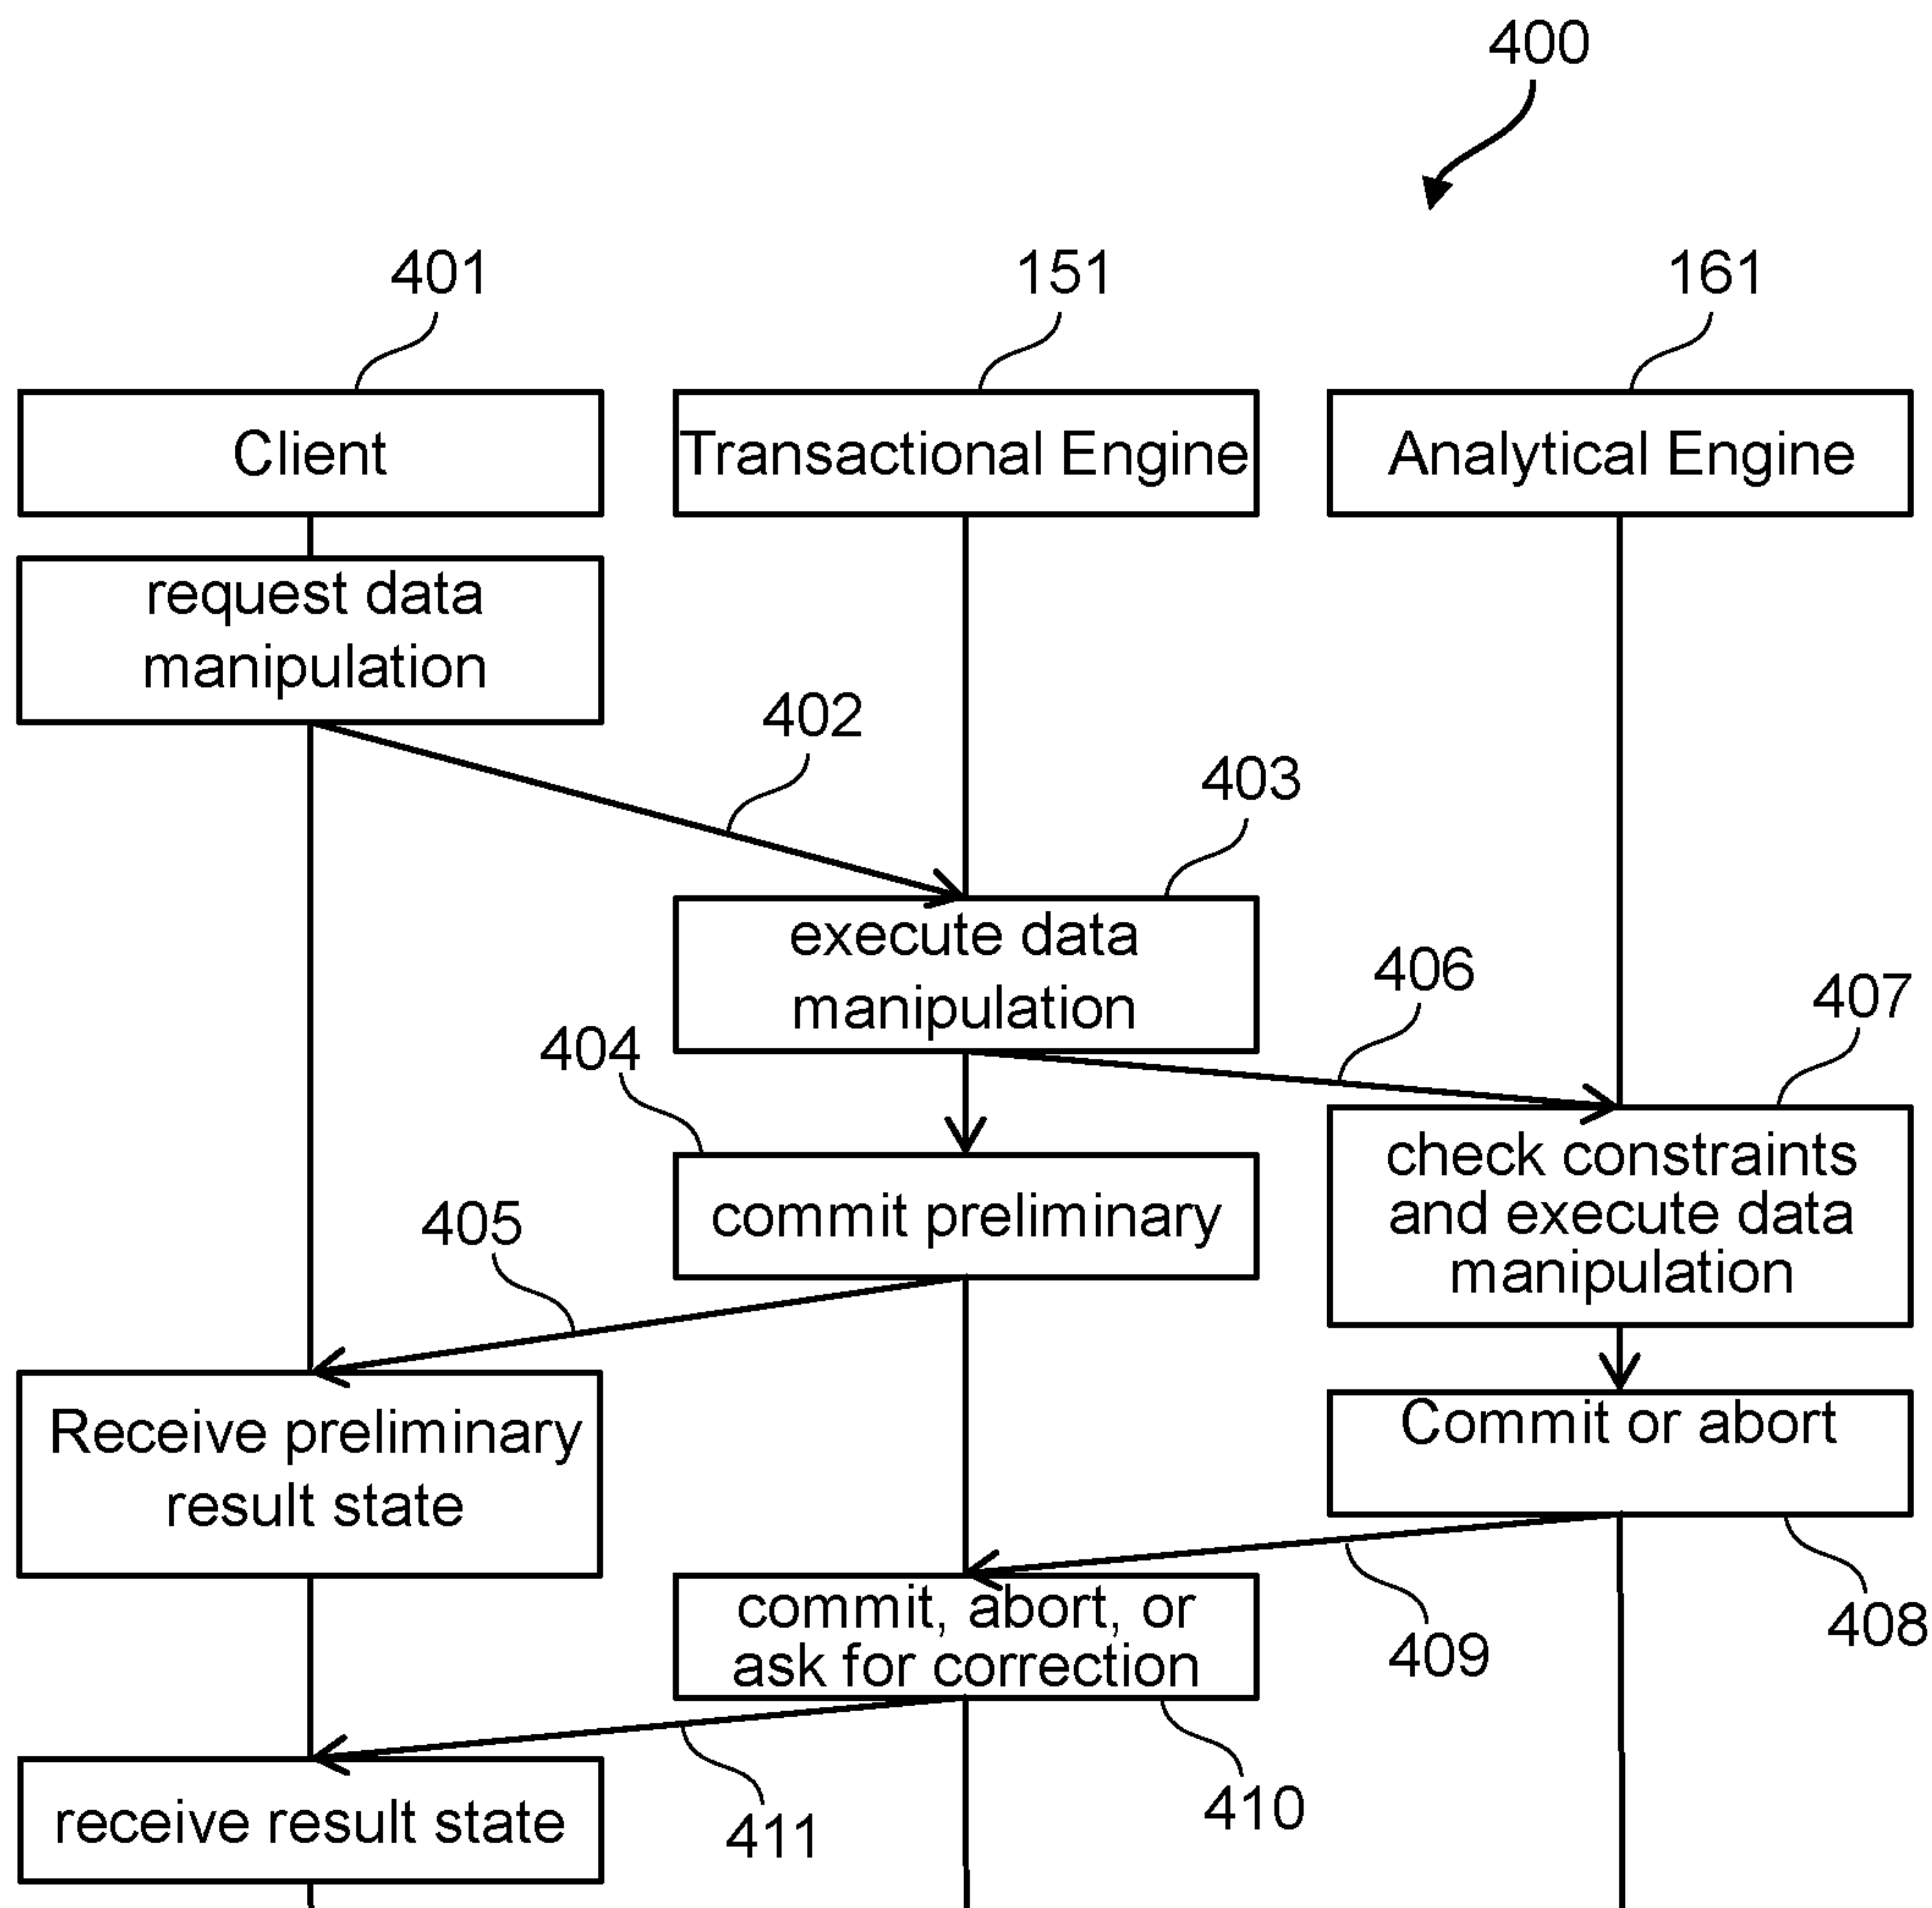 400
401
151
161
Client
Transactional Engine
Analytical Engine
request data
manipulation
402
403
execute data
manipulation
406
407
404
check constraints
and execute data
manipulation
commit preliminary
405
Receive preliminary
result state
Commit or abort
commit, abort, or
ask for correction
409
408
410
411
receive result state